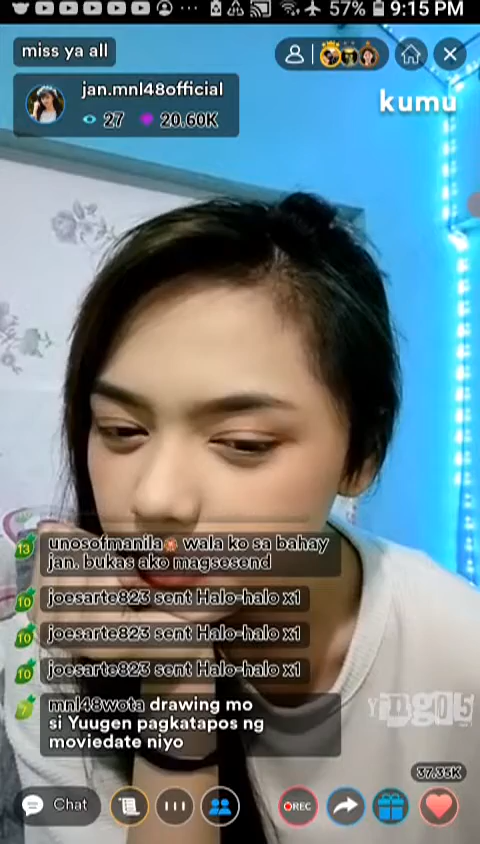 57% 9:15 PM
miss ya all
jan.mnl48official
27 20.60K
kumu
unosofmanila wala ko sa bahay
jan. bukas ako magsesend
joesarte823 sent Halo-halo x1
joesarte823 sent Halo-halo x1
joesarte823 sent Halo-halo x1
mnl48wota drawing mo
si Yuugen pagkatapos ng
moviedate niyo
13
10
10
10
7
37.35K
Chat
REC